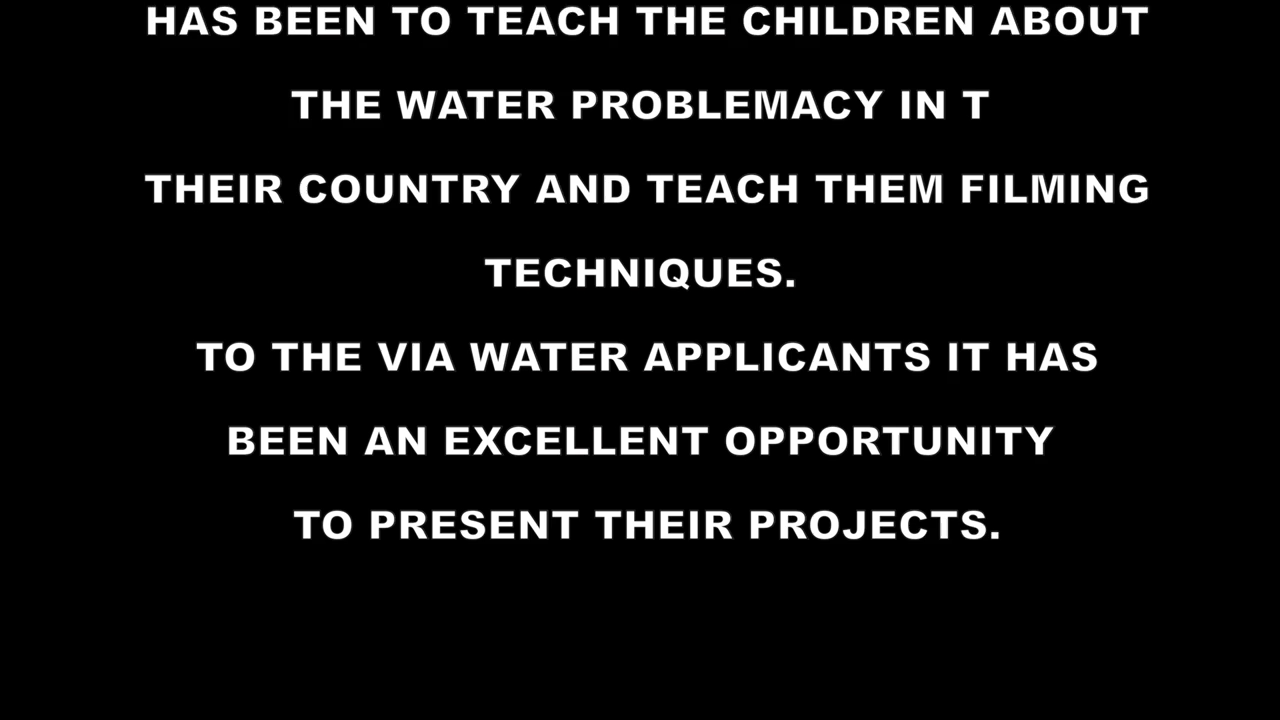 HAS BEEN TO TEACH THE CHILDREN ABOUT
THE WATER PROBLEMACY IN T
THEIR COUNTRY AND TEACH THEM FILMING
TECHNIQUES.
TO THE VIA WATER APPLICANTS IT HAS
BEEN AN EXCELLENT OPPORTUNITY
TO PRESENT THEIR PROJECTS.